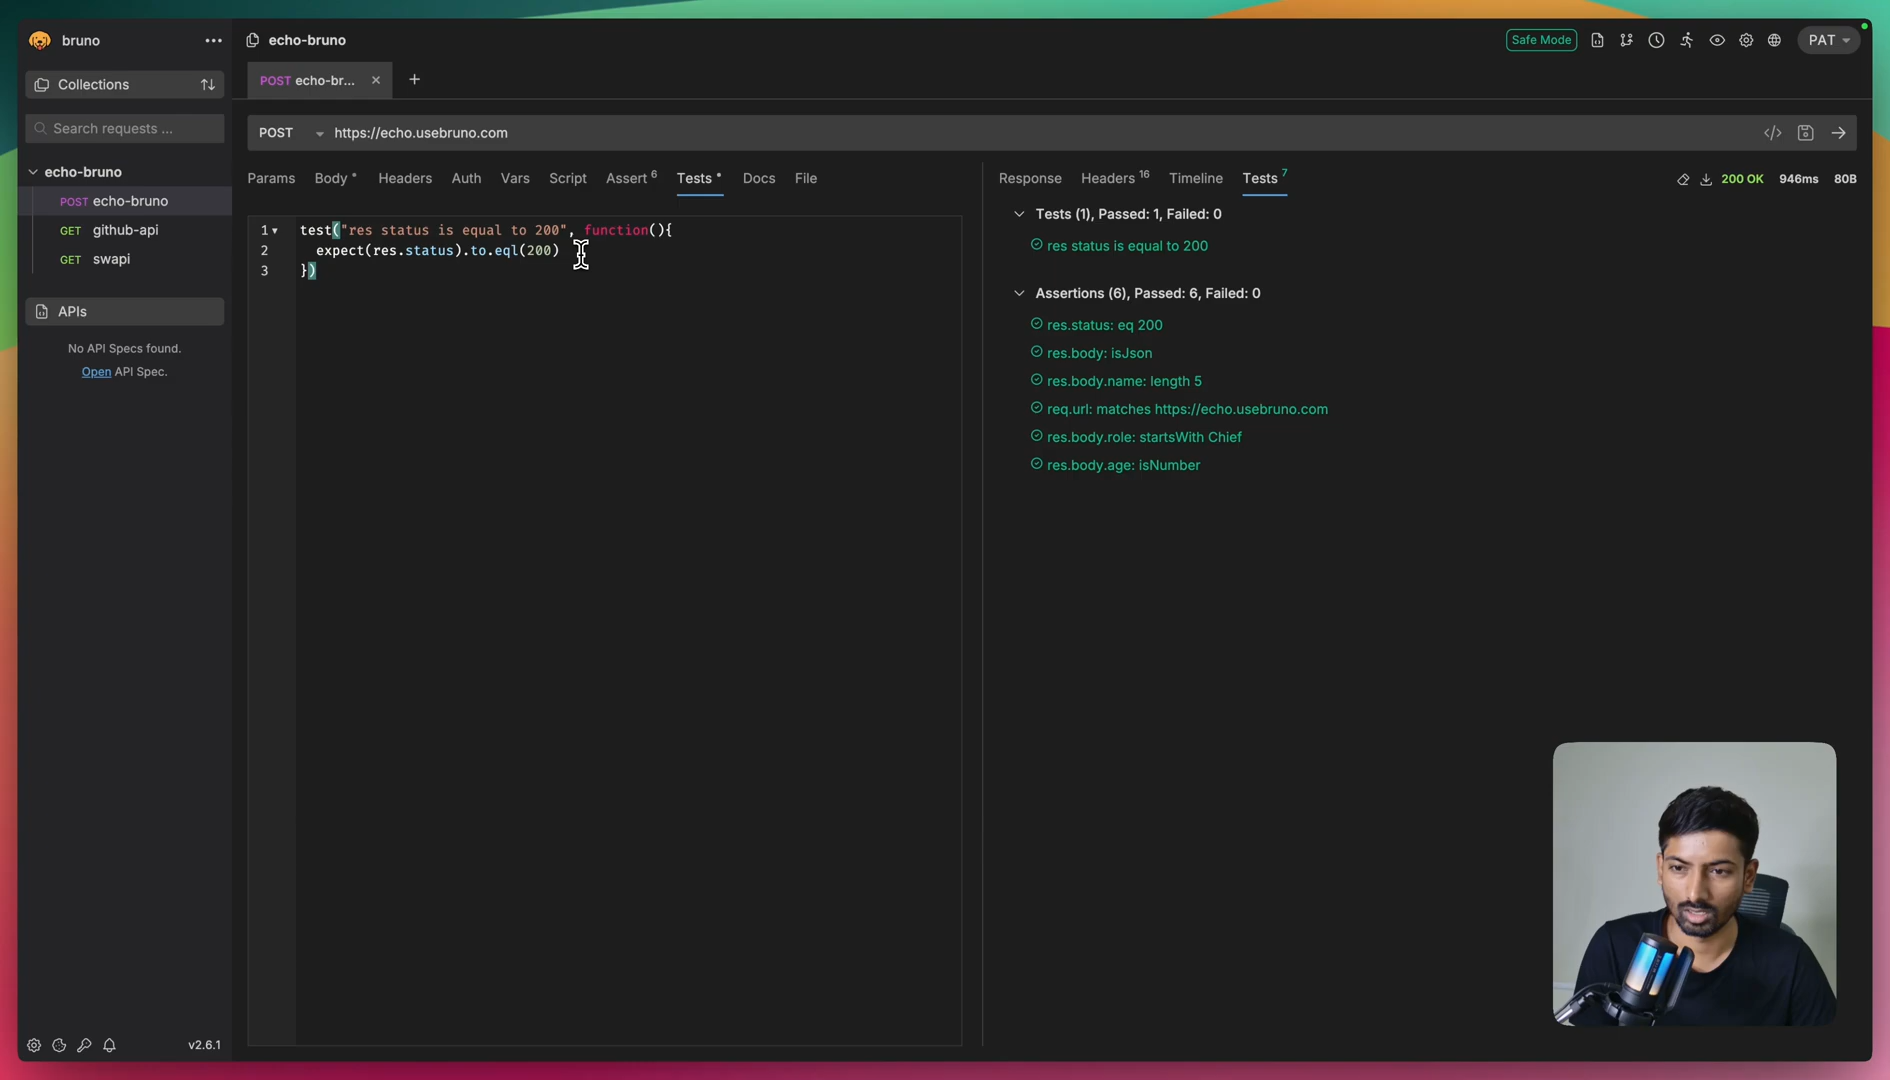 bruno
echo-bruno
Safe Mode
PAT
Collections
POST echo-br...
Search requests ...
POST https://echo.usebruno.com
echo-bruno
POST echo-bruno
GET github-api
GET swapi
APIs
No API Specs found.
Open API Spec.
Params Body Headers Auth Vars Script Assert 6 Tests Docs File
1 test("res status is equal to 200", function(){
2 expect(res.status).to.eql(200)
3 })
Response Headers 16 Timeline Tests 7 200 OK 946ms 80B
Tests (1), Passed: 1, Failed: 0
res status is equal to 200
Assertions (6), Passed: 6, Failed: 0
res.status: eq 200
res.body: isJson
res.body.name: length 5
req.url: matches https://echo.usebruno.com
res.body.role: startsWith Chief
res.body.age: isNumber
v2.6.1